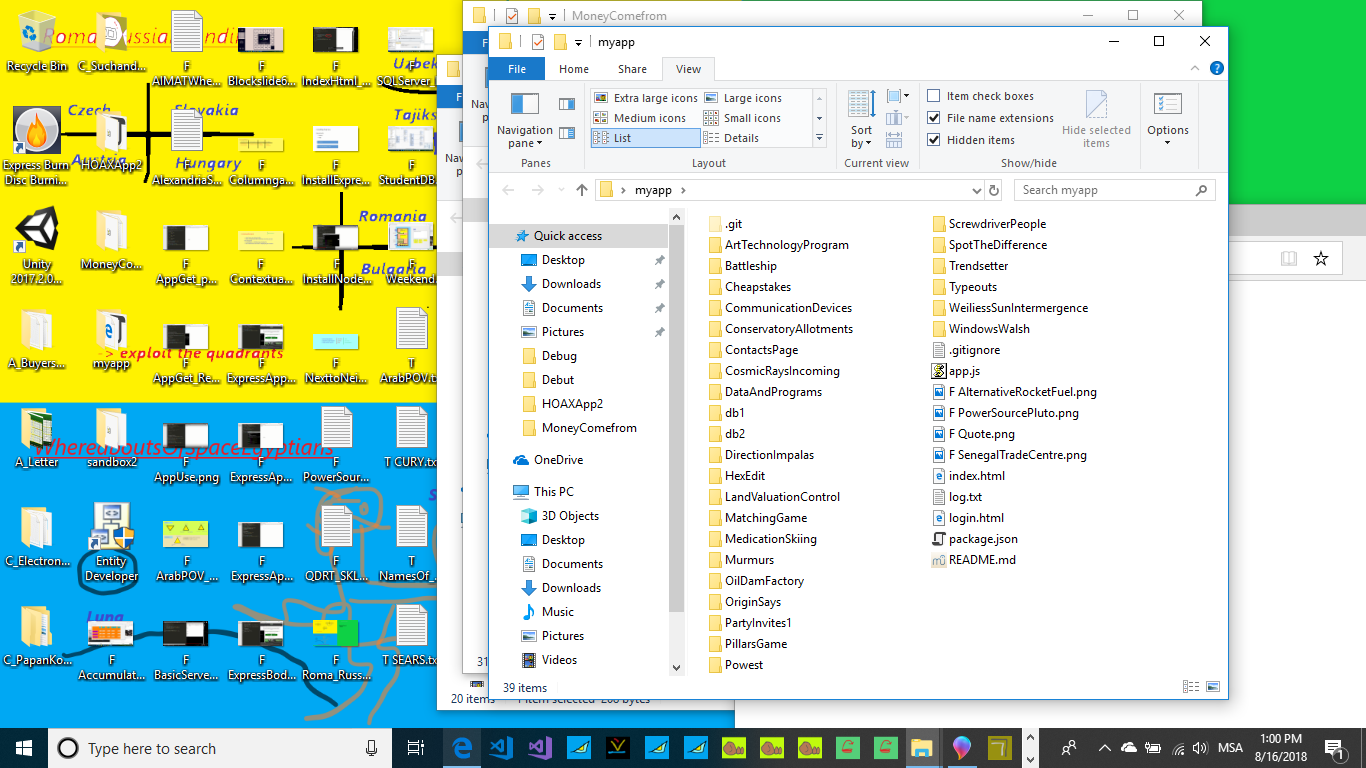 Roma
Recycle Bin
C_Suchand...
F
AIMATWhe...
F
Blockslide6...
F
IndexHtml_...
F
Uzbek
Czech
Slovakia
Tajiks
Austria
Hungary
Express Burn
Disc Burni...
HOAXApp2
F
AlexandriaS...
F
Columnga...
F
InstallExpre...
F
StudentDB
Romania
Bulgaria
Unity
2017.2.0...
MoneyCo...
F
AppGet_p...
F
Contextua...
F
InstallNode...
F
Weekend
-> exploit the quadrants
A_Buyers...
myapp
F
AppGet_Re...
F
ExpressApp...
F
NexttoNei...
T
ArabPOV.tx
WhereaboutsOfSpaceEgyptians
A_Letter
sandbox2
F
AppUse.png
F
ExpressAp...
F
PowerSour...
T CURY.txt
C_Electron...
Entity
Developer
F
ArabPOV_...
F
ExpressAp...
F
QDRT_SKL...
T
NamesOf_
Luna
C_PapanKo...
F
Accumulat...
F
BasicServe...
F
ExpressBod...
F
Roma_Russ...
T SEARS.tx
MoneyComefrom
myapp
File
Home
Share
View
Navigation
pane
Panes
Extra large icons
Large icons
Medium icons
Small icons
List
Details
Layout
Sort
by
Current view
Item check boxes
File name extensions
Hidden items
Hide selected
items
Show/hide
Options
myapp
Search myapp
Quick access
Desktop
Downloads
Documents
Pictures
Debug
Debut
HOAXApp2
MoneyComefrom
OneDrive
This PC
3D Objects
Desktop
Documents
Downloads
Music
Pictures
Videos
.git
ArtTechnologyProgram
Battleship
Cheapstakes
CommunicationDevices
ConservatoryAllotments
ContactsPage
CosmicRaysIncoming
DataAndPrograms
db1
db2
DirectionImpalas
HexEdit
LandValuationControl
MatchingGame
MedicationSkiing
Murmurs
OilDamFactory
OriginSays
PartyInvites1
PillarsGame
Powest
ScrewdriverPeople
SpotTheDifference
Trendsetter
Typeouts
WeiliessSunIntermergence
WindowsWalsh
.gitignore
app.js
F AlternativeRocketFuel.png
F PowerSourcePluto.png
F Quote.png
F SenegalTradeCentre.png
index.html
log.txt
login.html
package.json
README.md
39 items
31
20 items
Type here to search
MSA
1:00 PM
8/16/2018
1